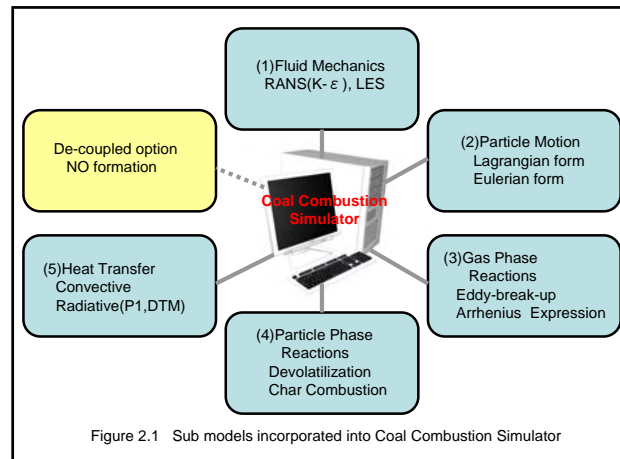 (1)Fluid Mechanics
RANS(K-ε), LES
De-coupled option
NO formation
(2)Particle Motion
Lagrangian form
Eulerian form
Coal Combustion
Simulator
(5)Heat Transfer
Convective
Radiative(P1,DTM)
(3)Gas Phase
Reactions
Eddy-break-up
Arrhenius Expression
(4)Particle Phase
Reactions
Devolatilization
Char Combustion
Figure 2.1 Sub models incorporated into Coal Combustion Simulator